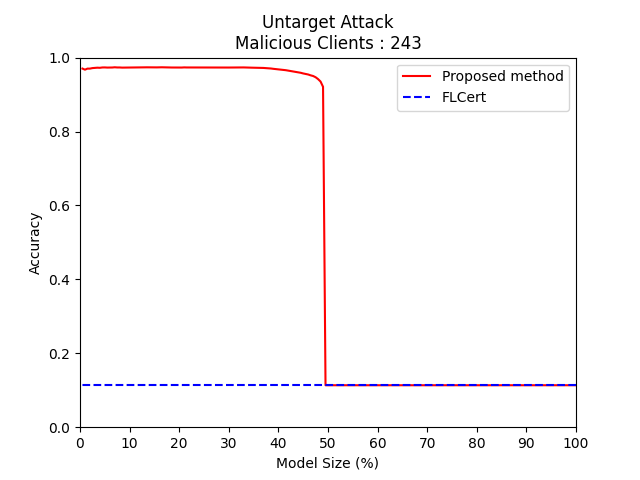 Untarget Attack
Malicious Clients : 243
Proposed method
FLCert
1.0
0.8
0.6
0.4
0.2
0.0
Accuracy
0 10 20 30 40 50 60 70 80 90 100
Model Size (%)